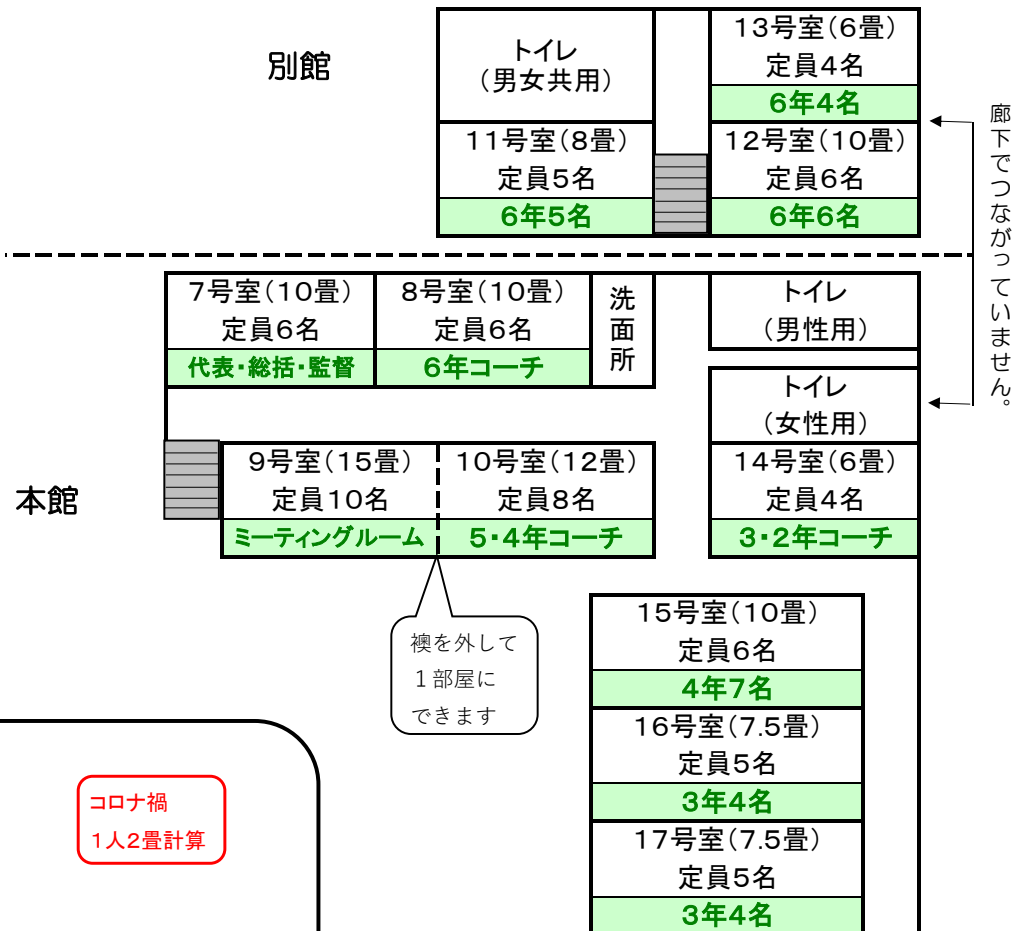 別館
トイレ
(男女共用)
13号室(6畳)
定員4名
6年4名
11号室(8畳)
定員5名
6年5名
12号室(10畳)
定員6名
6年6名
廊下でつながっていません。
7号室(10畳)
定員6名
代表・総括・監督
8号室(10畳)
定員6名
6年コーチ
洗面所
トイレ
(男性用)
トイレ
(女性用)
本館
9号室(15畳)
定員10名
ミーティングルーム
10号室(12畳)
定員8名
5・4年コーチ
14号室(6畳)
定員4名
3・2年コーチ
襖を外して
1部屋に
できます
15号室(10畳)
定員6名
4年7名
16号室(7.5畳)
定員5名
3年4名
17号室(7.5畳)
定員5名
3年4名
コロナ禍
1人2畳計算